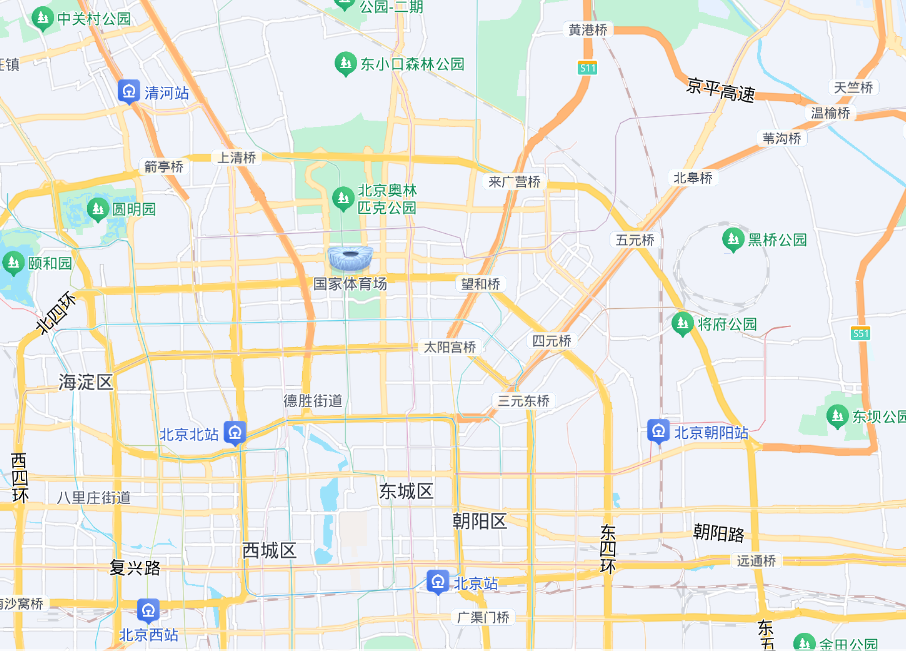 公园-二期
中关村公园
黄港桥
东小口森林公园
S11
庄镇
清河站
京平高速
天竺桥
温榆桥
苇沟桥
上清桥
箭亭桥
来广营桥
北皋桥
北京奥林
匹克公园
圆明园
五元桥
黑桥公园
颐和园
国家体育场
望和桥
北四环
将府公园
S51
太阳宫桥
四元桥
海淀区
德胜街道
三元东桥
东坝公园
北京北站
北京朝阳站
西四环
八里庄街道
东城区
朝阳区
朝阳路
东四环
西城区
远通桥
复兴路
北京站
南沙窝桥
广渠门桥
北京西站
东五
金田公园